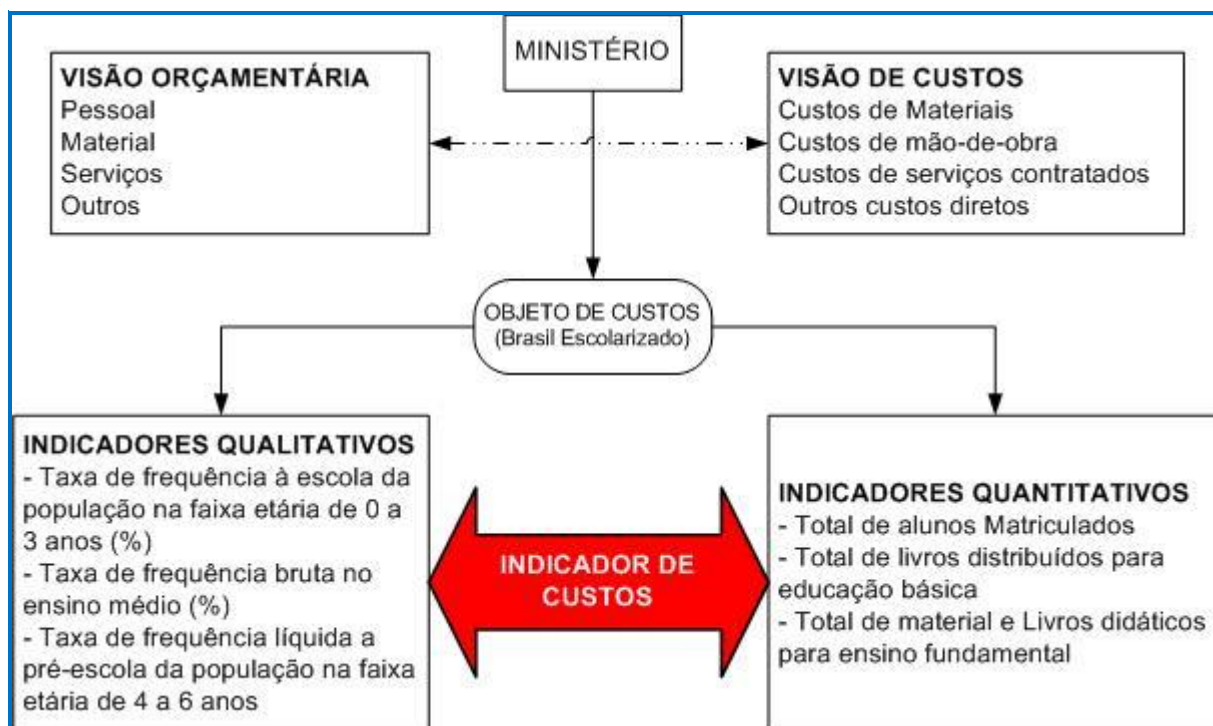 MINISTÉRIO
VISÃO ORÇAMENTÁRIA
Pessoal
Material
Serviços
Outros
VISÃO DE CUSTOS
Custos de Materiais
Custos de mão-de-obra
Custos de serviços contratados
Outros custos diretos
OBJETO DE CUSTOS
(Brasil Escolarizado)
INDICADORES QUALITATIVOS
- Taxa de frequência à escola da
população na faixa etária de 0 a
3 anos (%)
- Taxa de frequência bruta no
ensino médio (%)
- Taxa de frequência líquida a
pré-escola da população na faixa
etária de 4 a 6 anos
INDICADOR DE
CUSTOS
INDICADORES QUANTITATIVOS
- Total de alunos Matriculados
- Total de livros distribuídos para
educação básica
- Total de material e Livros didáticos
para ensino fundamental